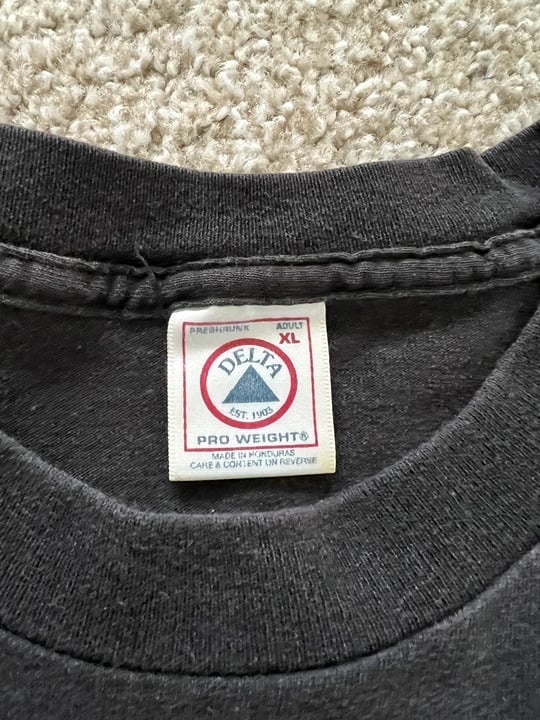 PRESHRUNK ADULT
XL
DELTA
EST. 1903
PRO WEIGHT®
MADE IN HONDURAS
CARE & CONTENT ON REVERSE